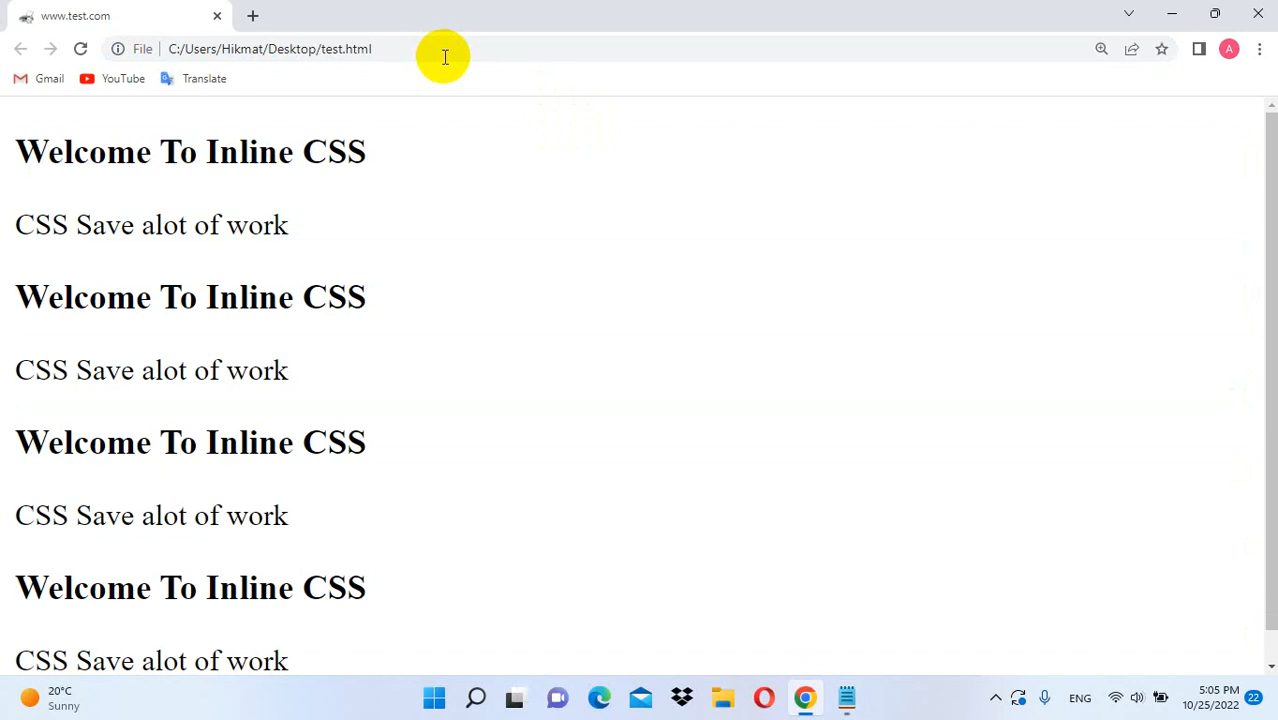 www.test.com
File C:/Users/Hikmat/Desktop/test.html
A
Gmail YouTube Translate
Welcome To Inline CSS
CSS Save alot of work
Welcome To Inline CSS
CSS Save alot of work
Welcome To Inline CSS
CSS Save alot of work
Welcome To Inline CSS
CSS Save alot of work
20°C
Sunny
ENG
5:05 PM
10/25/2022
22